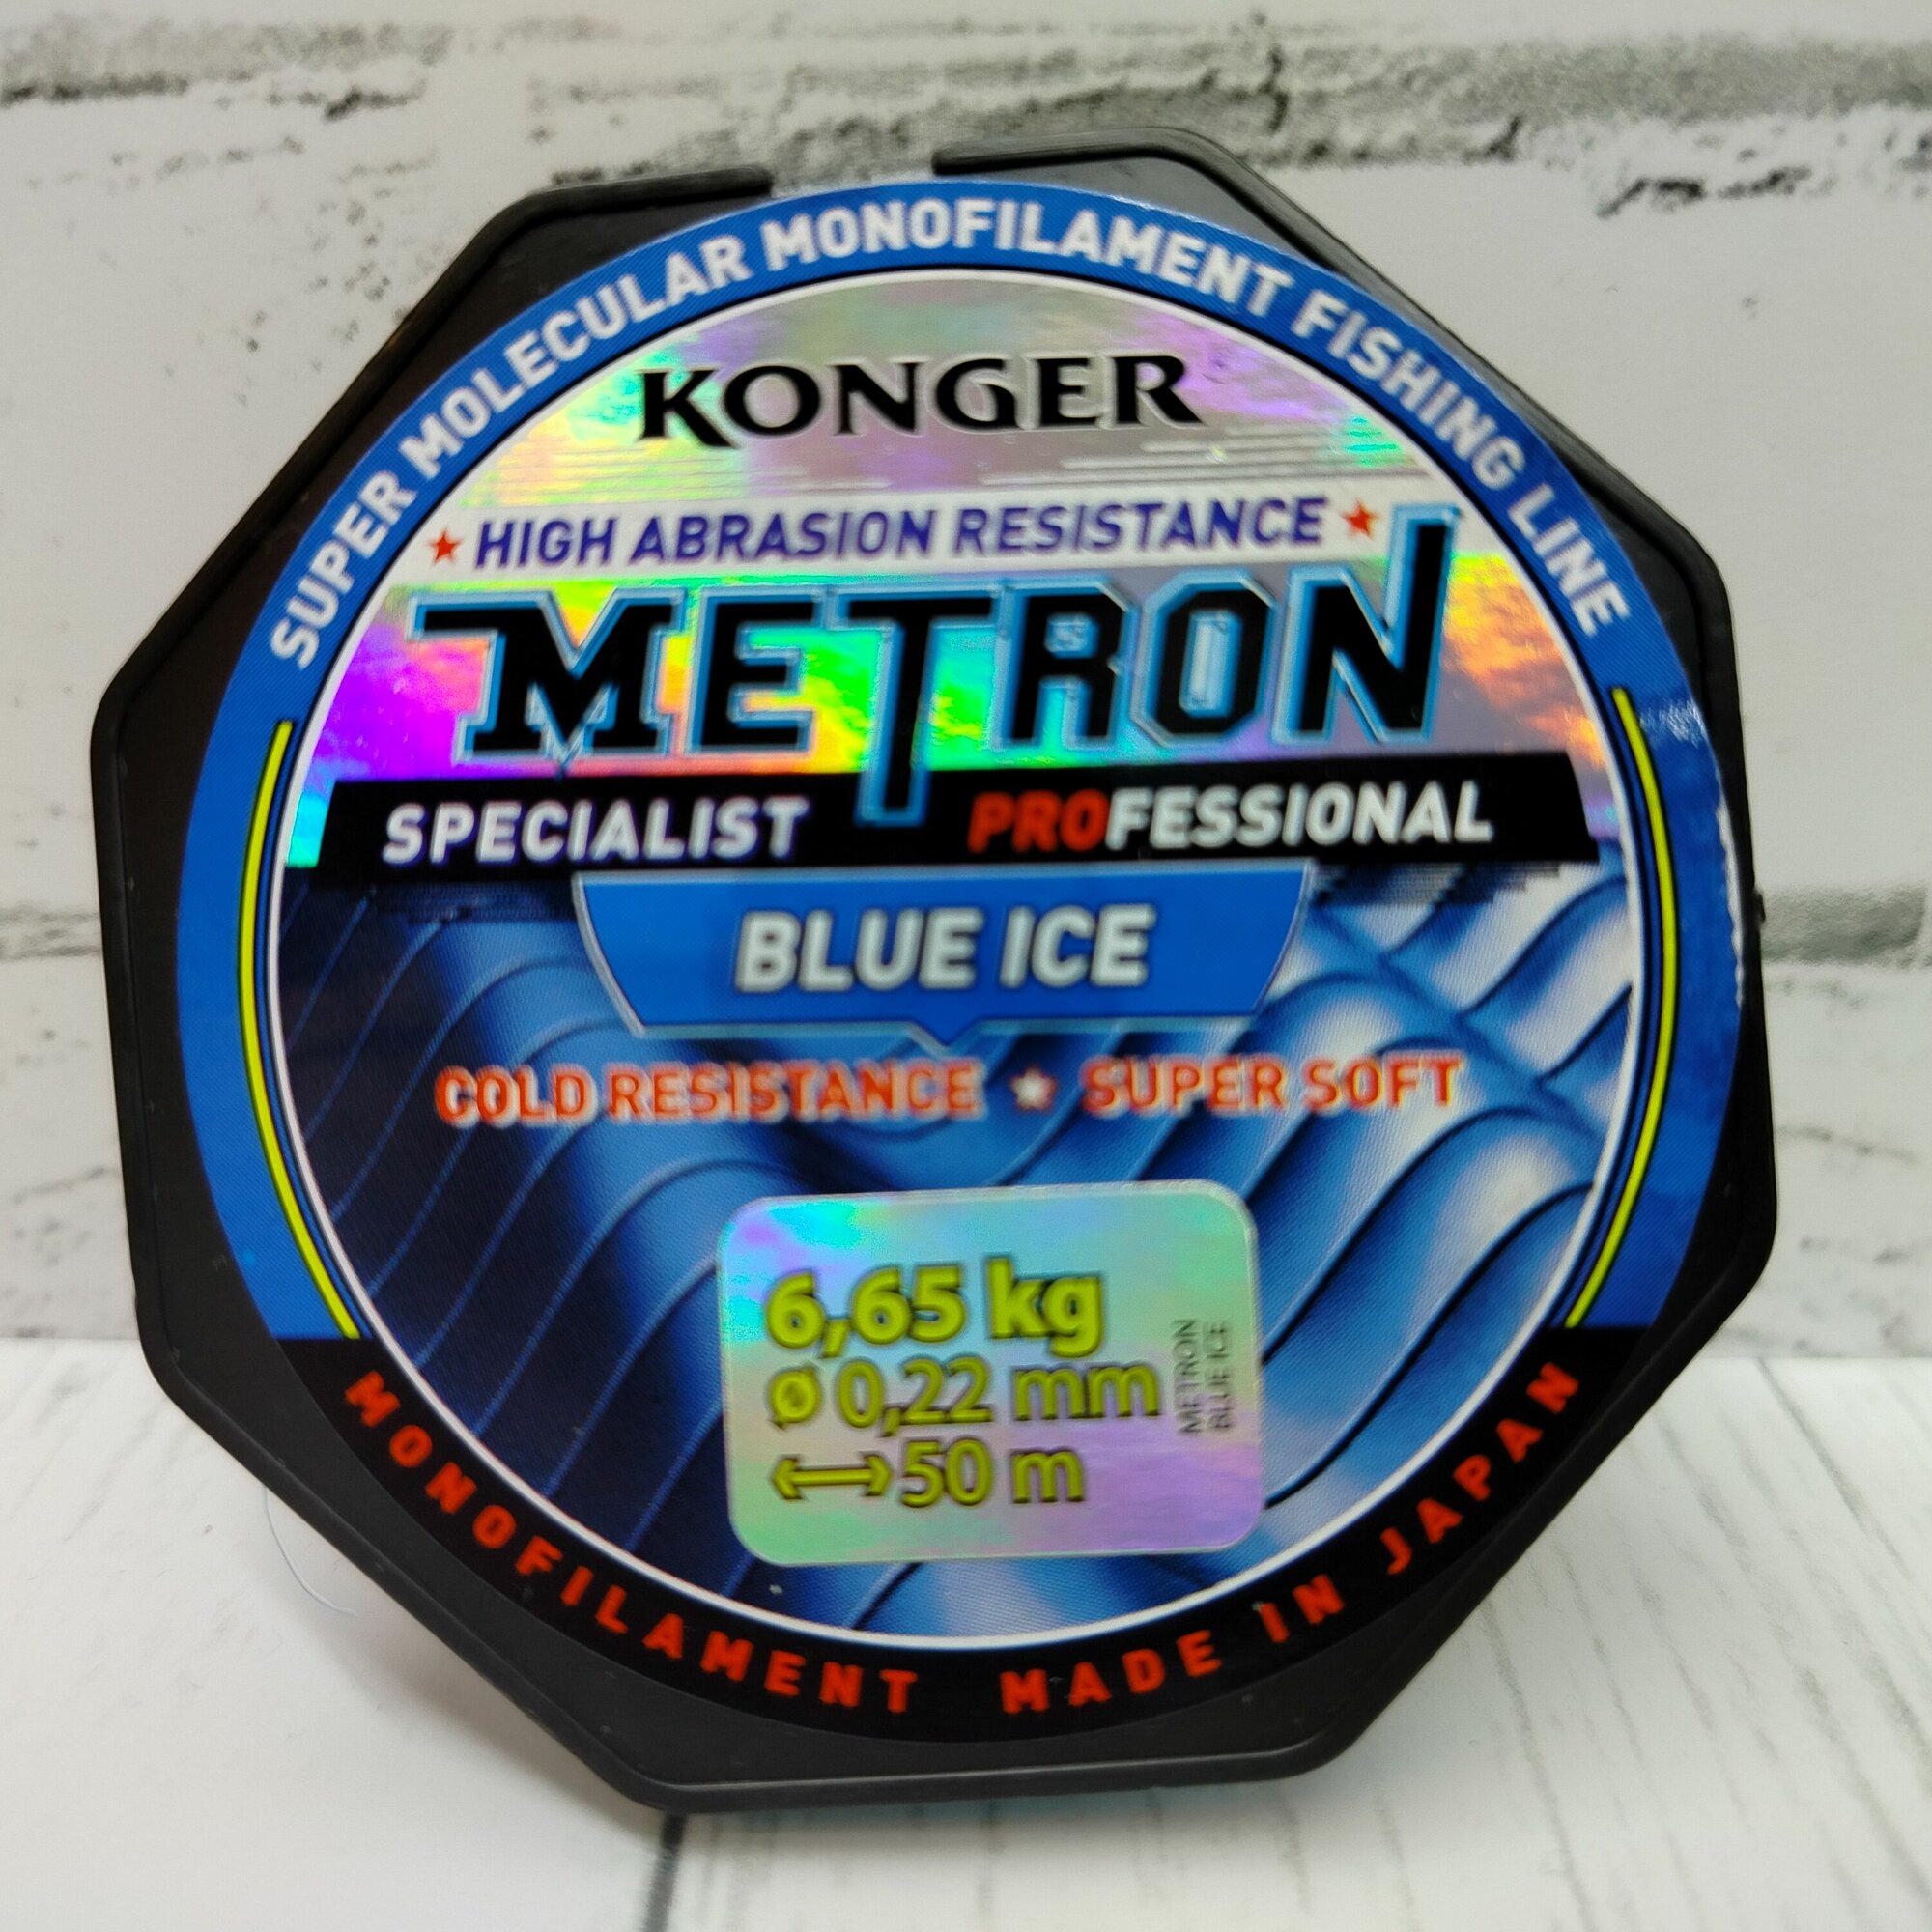 SUPER MOLECULAR MONOFILAMENT FISHING LINE
KONGER
HIGH ABRASION RESISTANCE
METRON
SPECIALIST PROFESSIONAL
BLUE ICE
COLD RESISTANCE ★ SUPER SOFT
6,65 kg
ø 0,22 mm
↔ 50 m
METRON
BLUE ICE
MONOFILAMENT MADE IN JAPAN